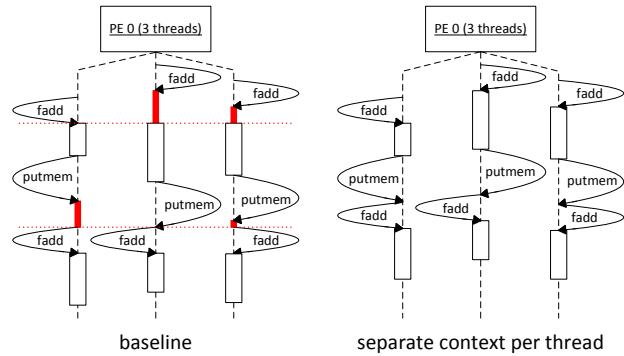 PE 0 (3 threads)
fadd
fadd
fadd
putmem
putmem
putmem
fadd
fadd
fadd
baseline
PE 0 (3 threads)
fadd
fadd
fadd
putmem
putmem
putmem
fadd
fadd
fadd
separate context per thread